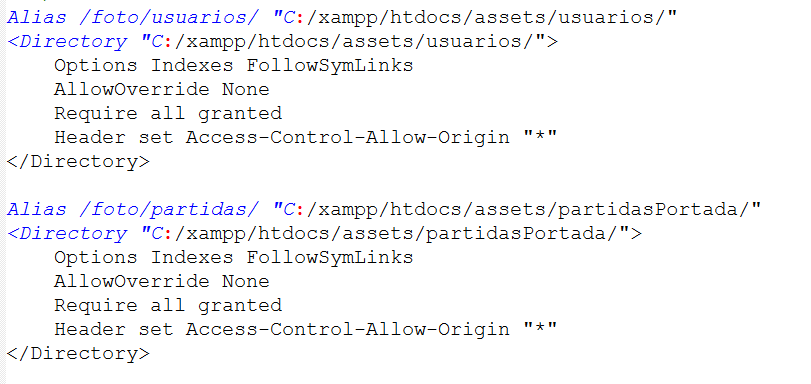 Alias /foto/usuarios/ "C:/xampp/htdocs/assets/usuarios/"
<Directory "C:/xampp/htdocs/assets/usuarios/">
    Options Indexes FollowSymLinks
    AllowOverride None
    Require all granted
    Header set Access-Control-Allow-Origin "*"
</Directory>

Alias /foto/partidas/ "C:/xampp/htdocs/assets/partidasPortada/"
<Directory "C:/xampp/htdocs/assets/partidasPortada/">
    Options Indexes FollowSymLinks
    AllowOverride None
    Require all granted
    Header set Access-Control-Allow-Origin "*"
</Directory>